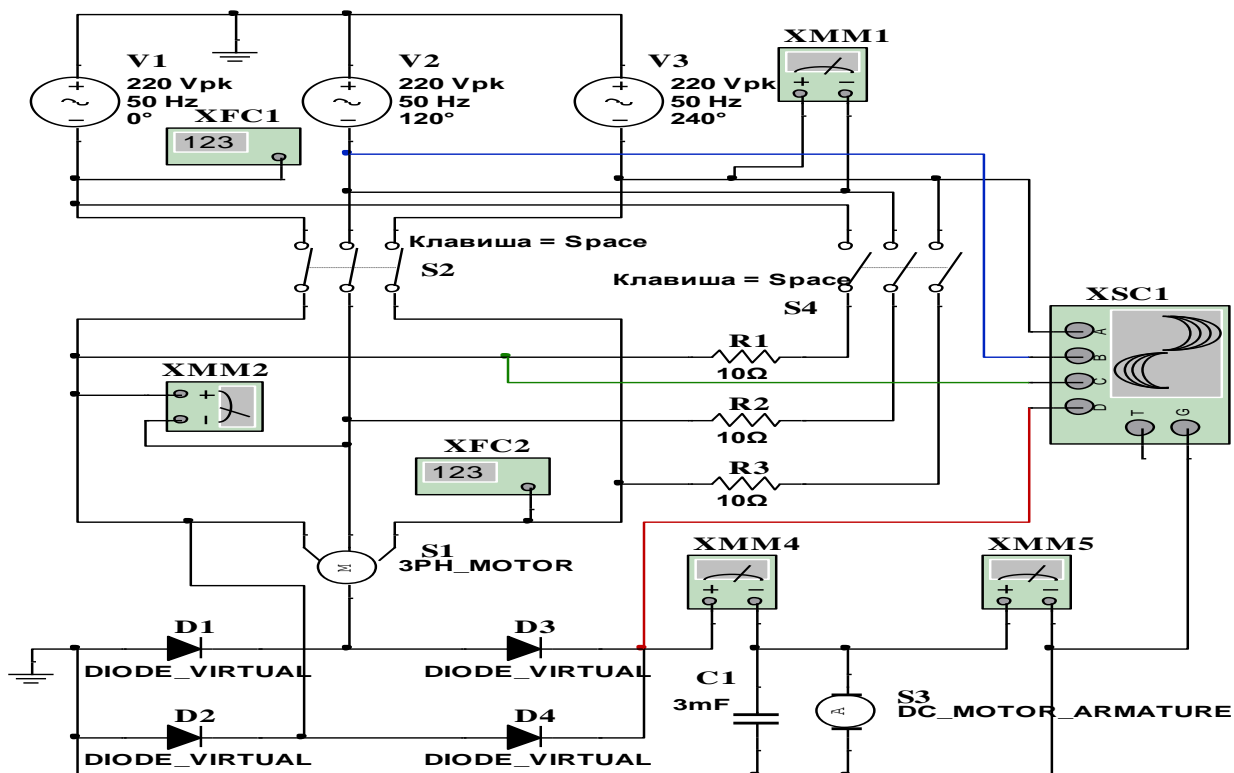 XMM1
V1
220 Vpk
50 Hz
0°
V2
220 Vpk
50 Hz
120°
V3
220 Vpk
50 Hz
240°
XFC1
123
Клавиша = Space
S2
Клавиша = Space
S4
XSC1
A
B
C
D
T
G
R1
10Ω
XMM2
R2
10Ω
XFC2
123
R3
10Ω
S1
M
3PH_MOTOR
XMM4
XMM5
D1
DIODE_VIRTUAL
D3
DIODE_VIRTUAL
C1
3mF
S3
A
DC_MOTOR_ARMATURE
D2
DIODE_VIRTUAL
D4
DIODE_VIRTUAL